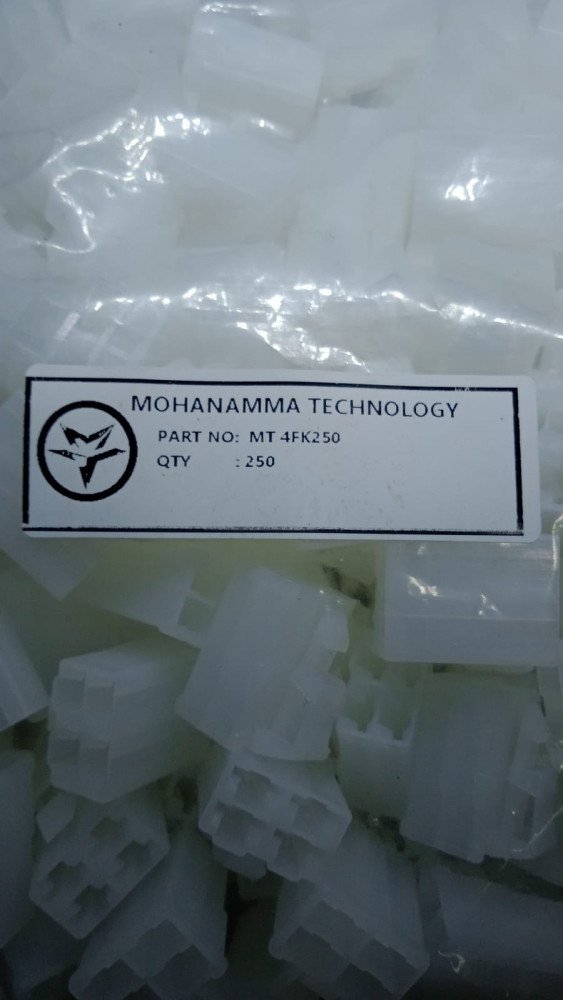 MOHANAMMA TECHNOLOGY
PART NO: MT 4FK250
QTY : 250